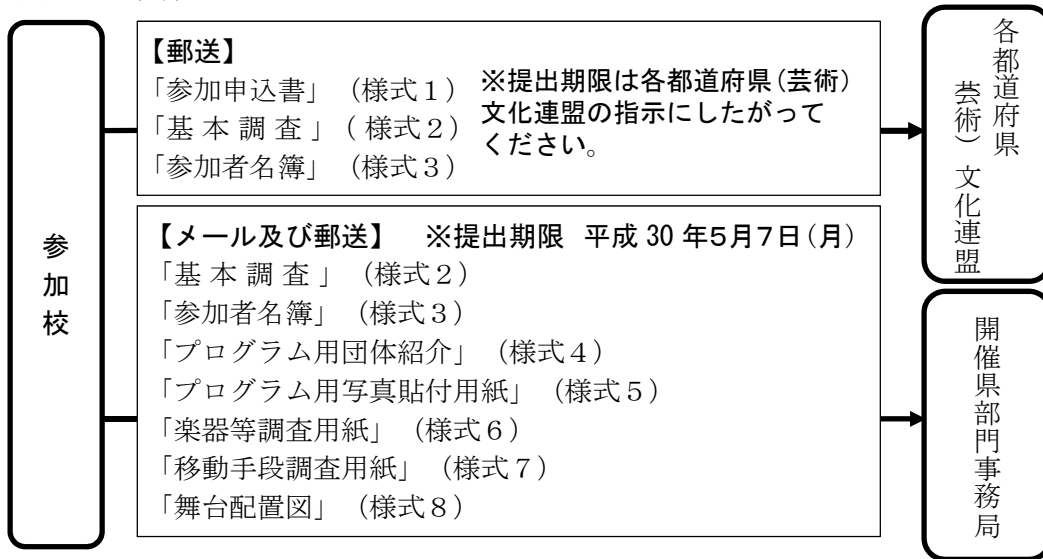 参加校
【郵送】
「参加申込書」（様式１）
「基 本 調 査 」（ 様式２）
「参加者名簿」（様式３）
※提出期限は各都道府県（芸術）
文化連盟の指示にしたがって
ください。
【メール及び郵送】　※提出期限 平成 30 年５月７日（月）
「基 本 調 査 」（様式２）
「参加者名簿」（様式３）
「プログラム用団体紹介」（様式４）
「プログラム用写真貼付用紙」（様式５）
「楽器等調査用紙」（様式６）
「移動手段調査用紙」（様式７）
「舞台配置図」（様式８）
各都道府県
芸術）文化連盟
開催県部門事務局